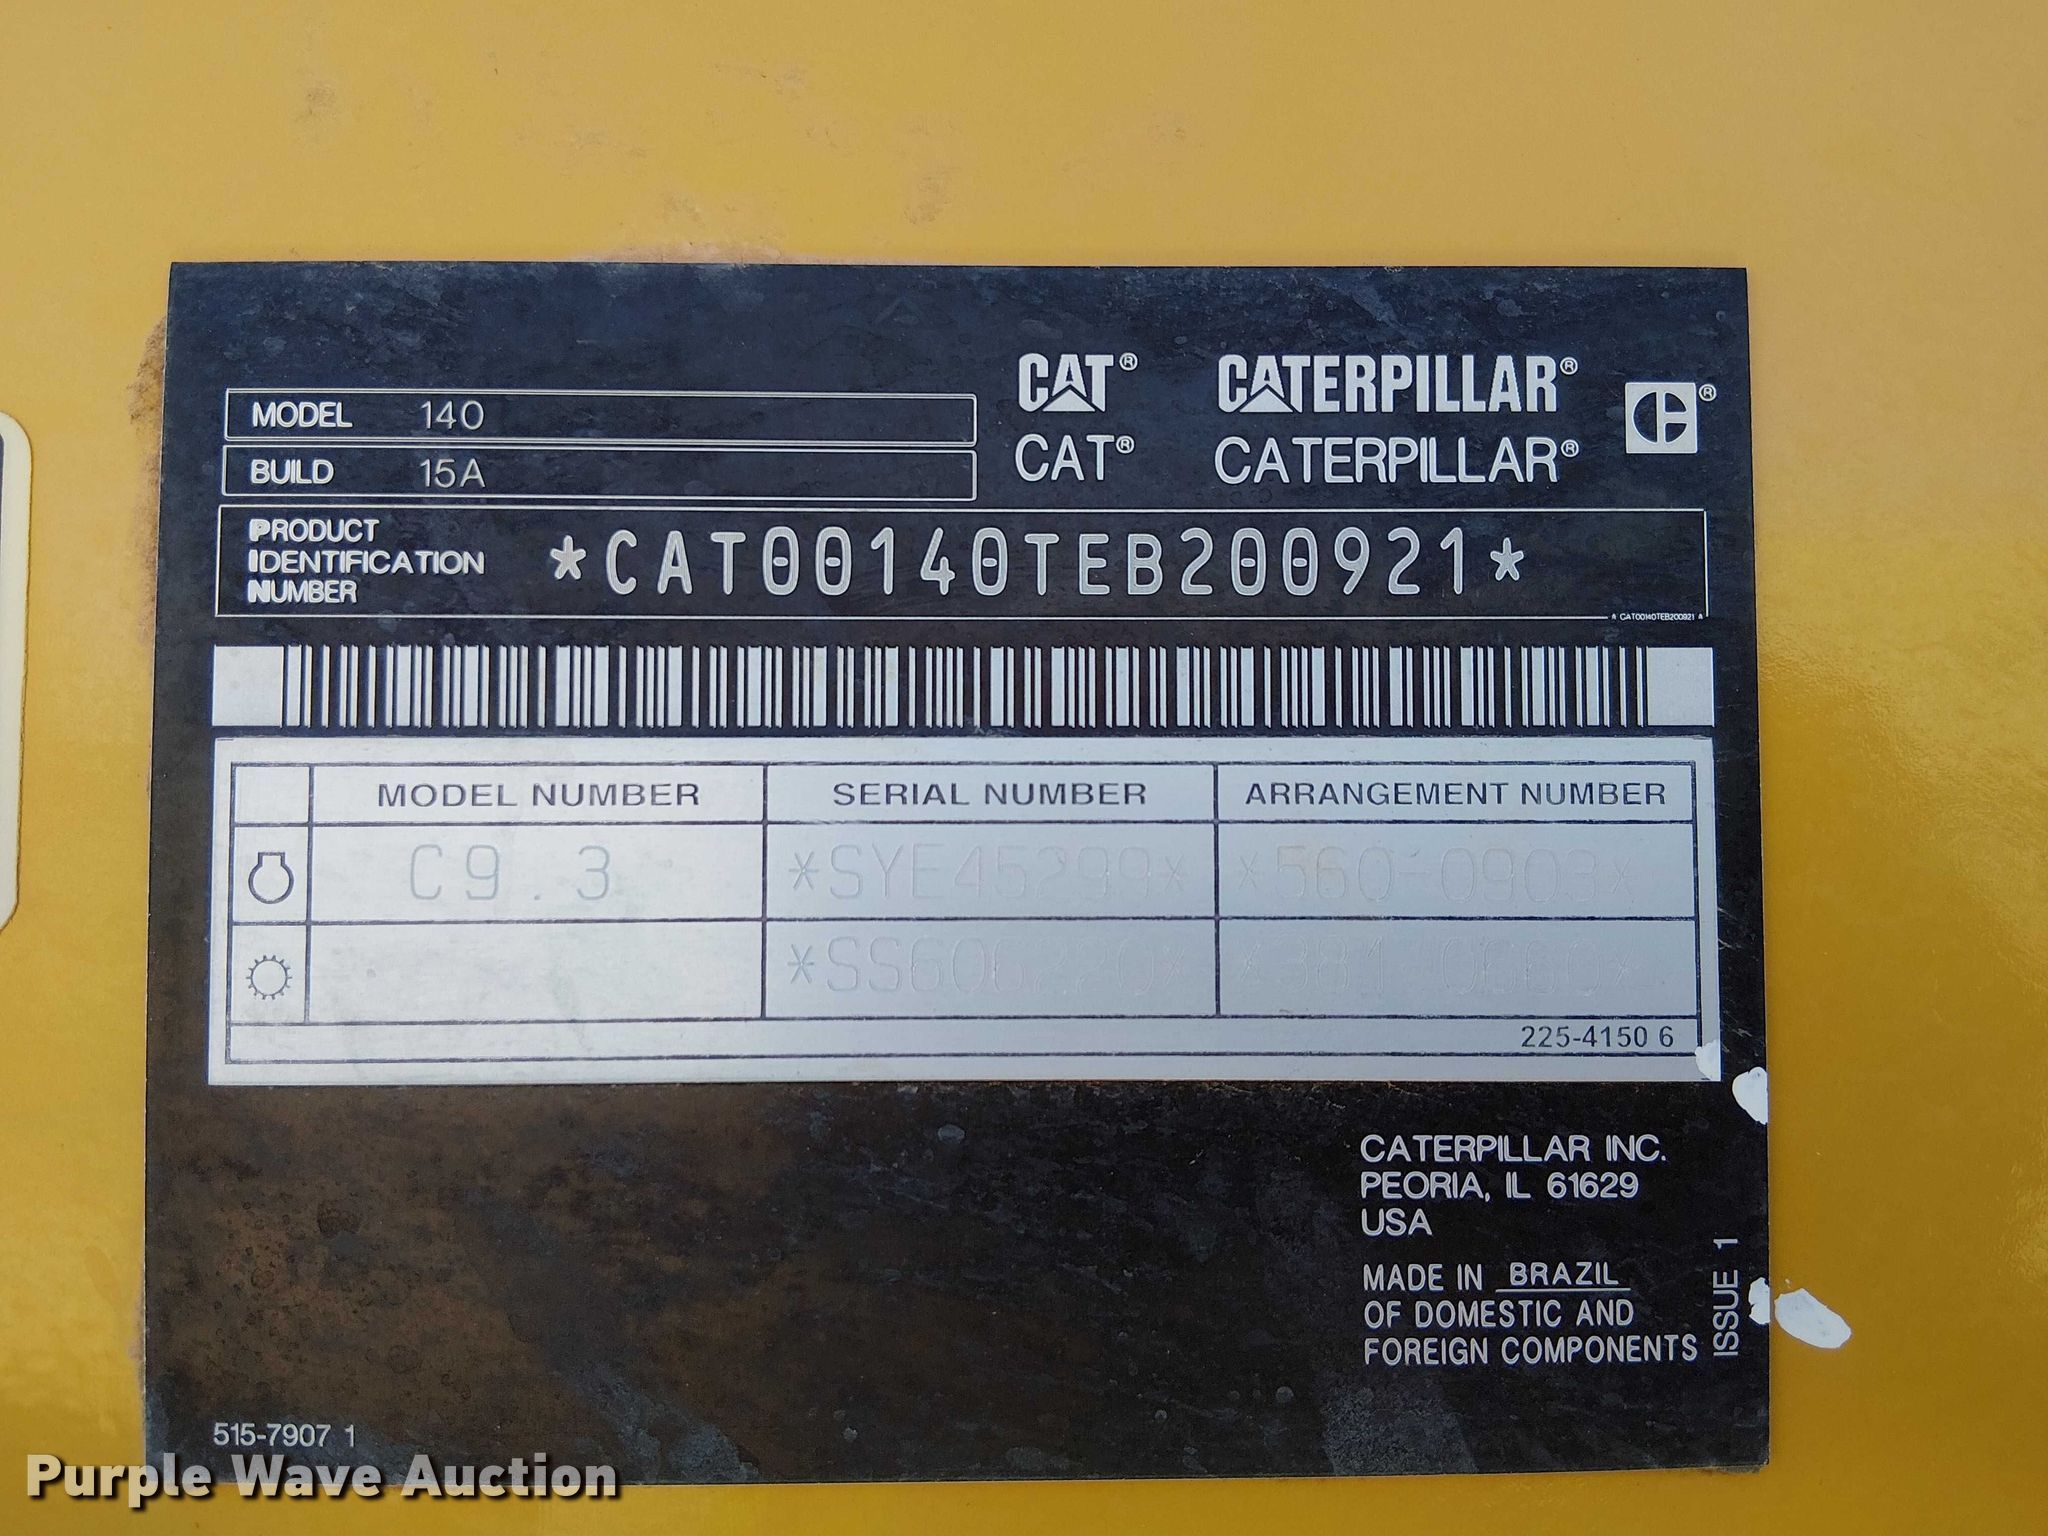 CAT® CATERPILLAR® ®
CAT® CATERPILLAR®
MODEL 140
BUILD 15A
PRODUCT
IDENTIFICATION
NUMBER
*CAT00140TEB200921*
* CAT00140TEB200921 *
MODEL NUMBER SERIAL NUMBER ARRANGEMENT NUMBER
C9.3 *SYE45299* *560-0903*
225-4150 6
CATERPILLAR INC.
PEORIA, IL 61629
USA
MADE IN BRAZIL
OF DOMESTIC AND
FOREIGN COMPONENTS
ISSUE 1
515-7907 1
Purple Wave Auction